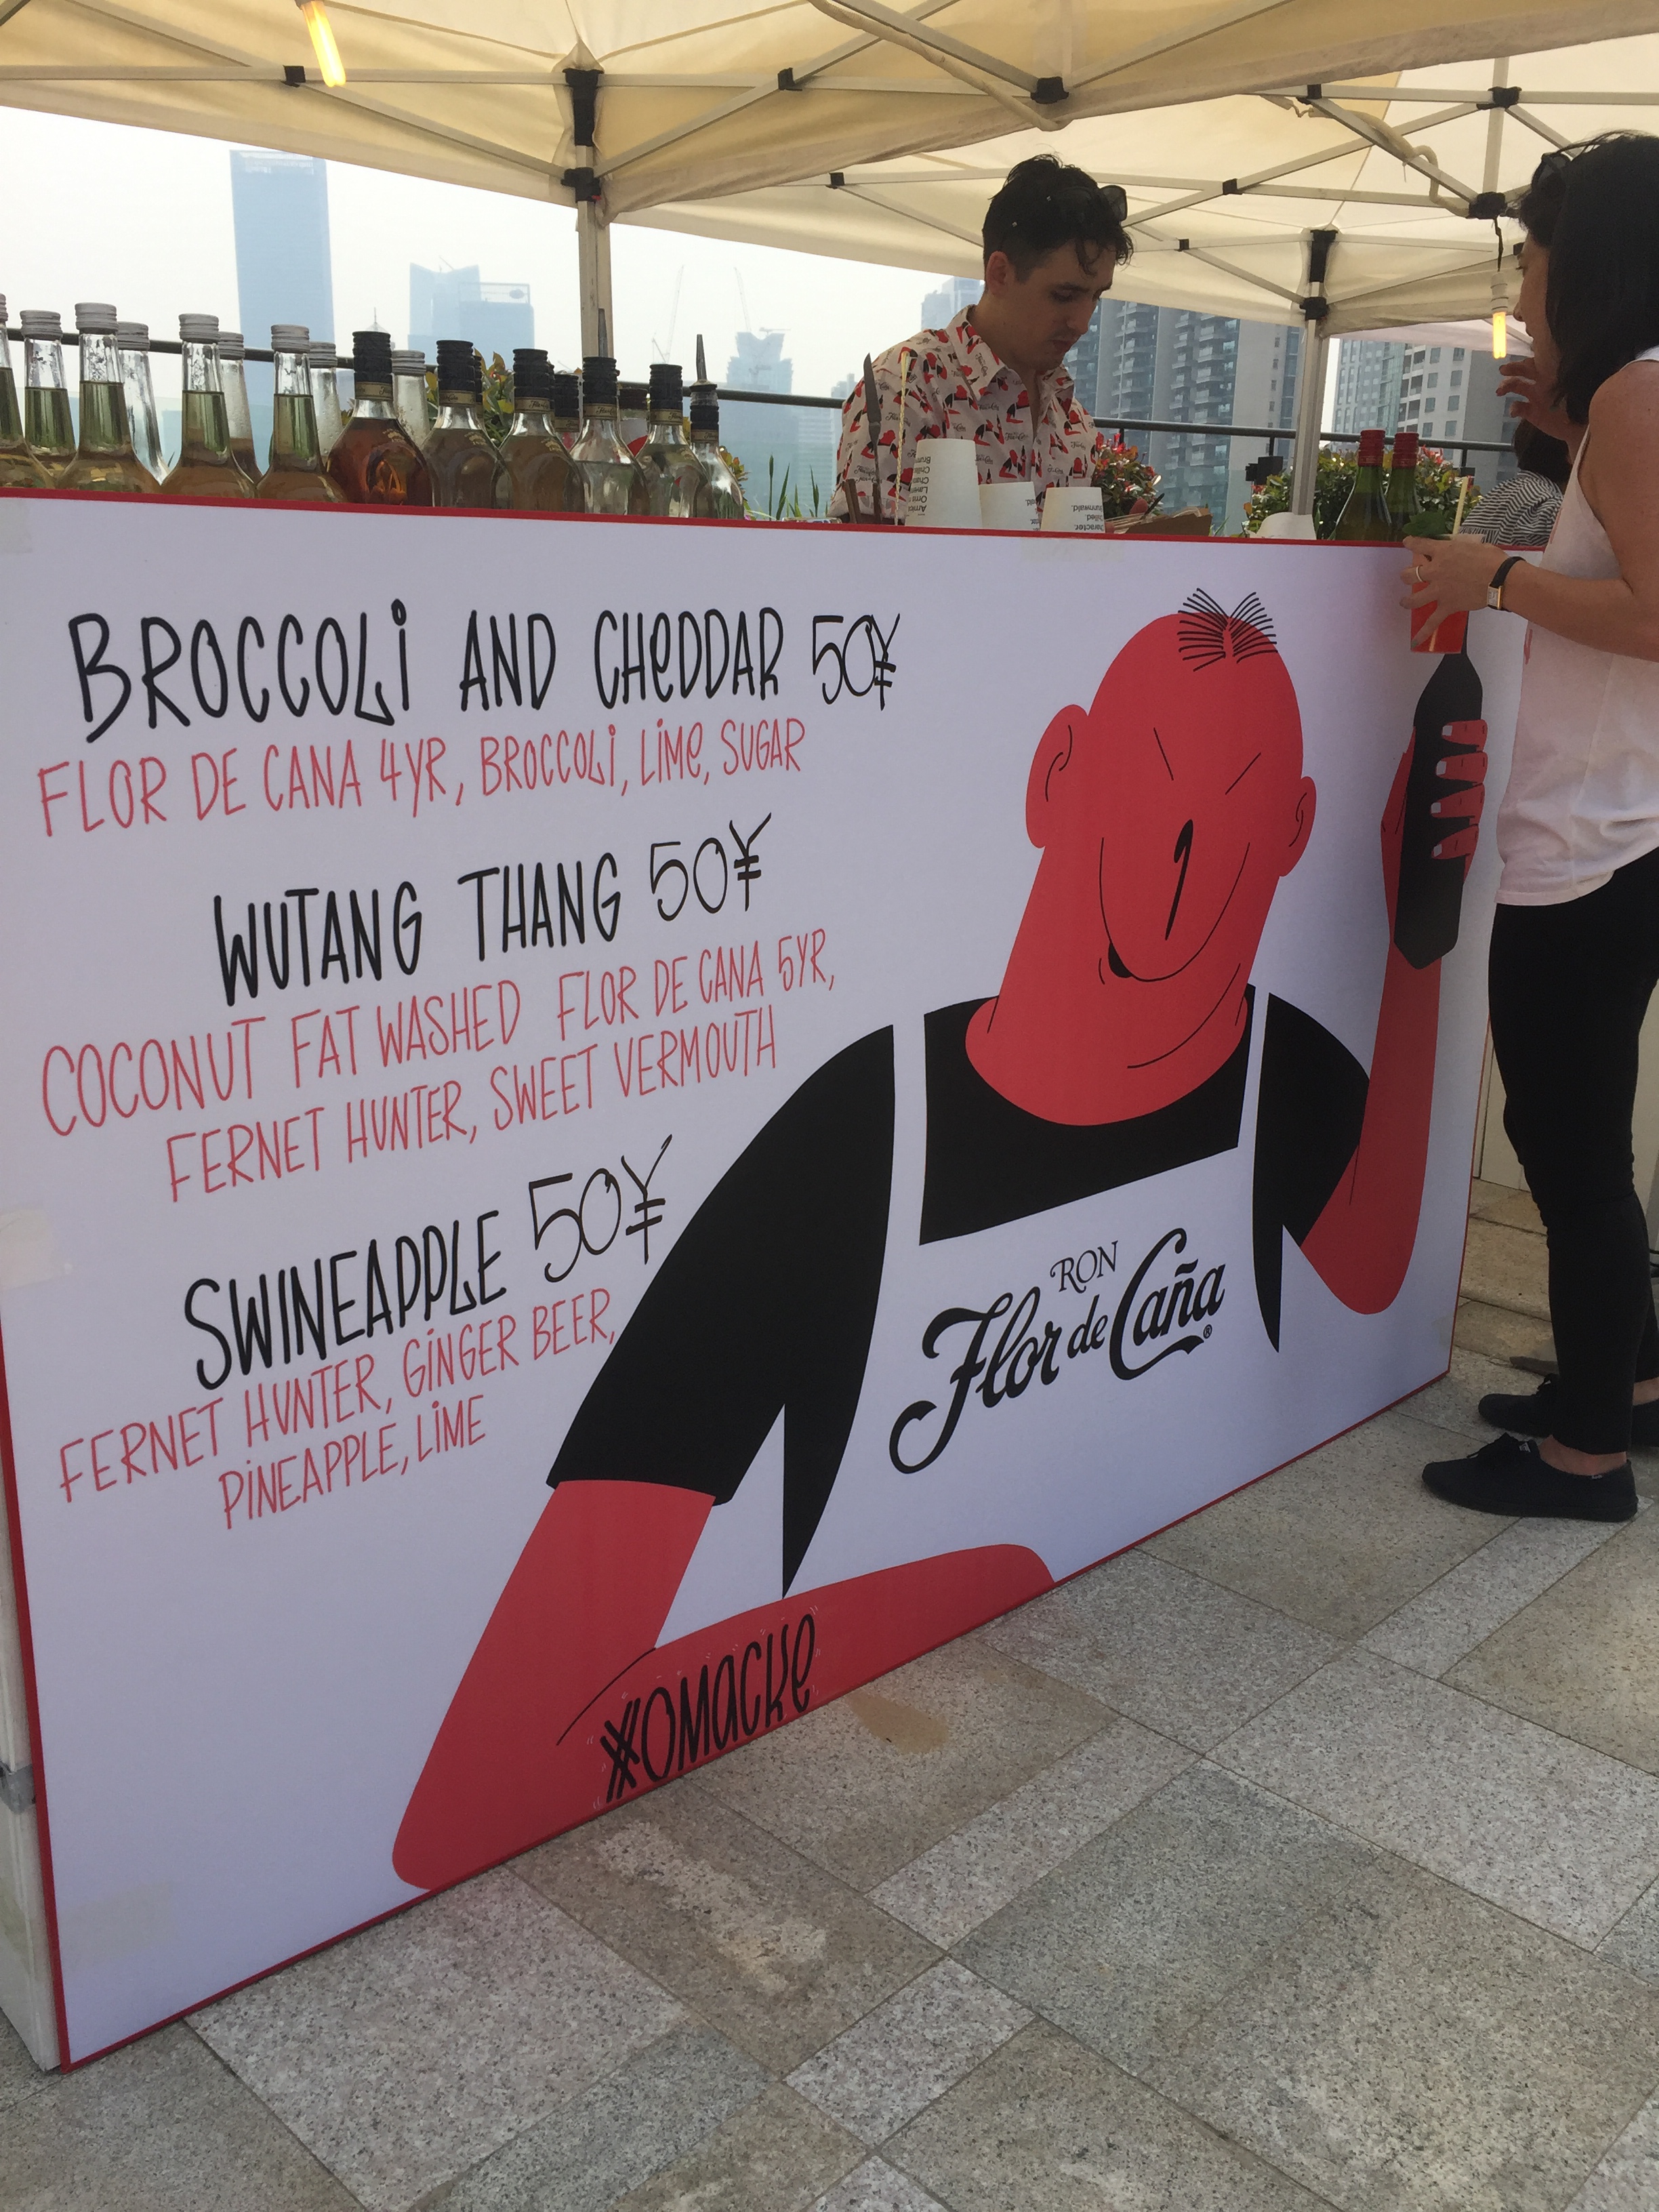 BROCCOLi AND CHeDDAR 50¥
FLOR DE CANA 4YR, BROCCOLi, LiMe, SUGAR
WUTANG THANG 50¥
COCONUT FAT WASHED FLOR DE CANA 5YR,
FERNET HUNTER, SWEET VERMOUTH
SWINEAPPLE 50¥
FERNET HUNTER, GiNGER BEER,
PiNEAPPLE, LiME
RON
Flor de Caña®
#OMACKe